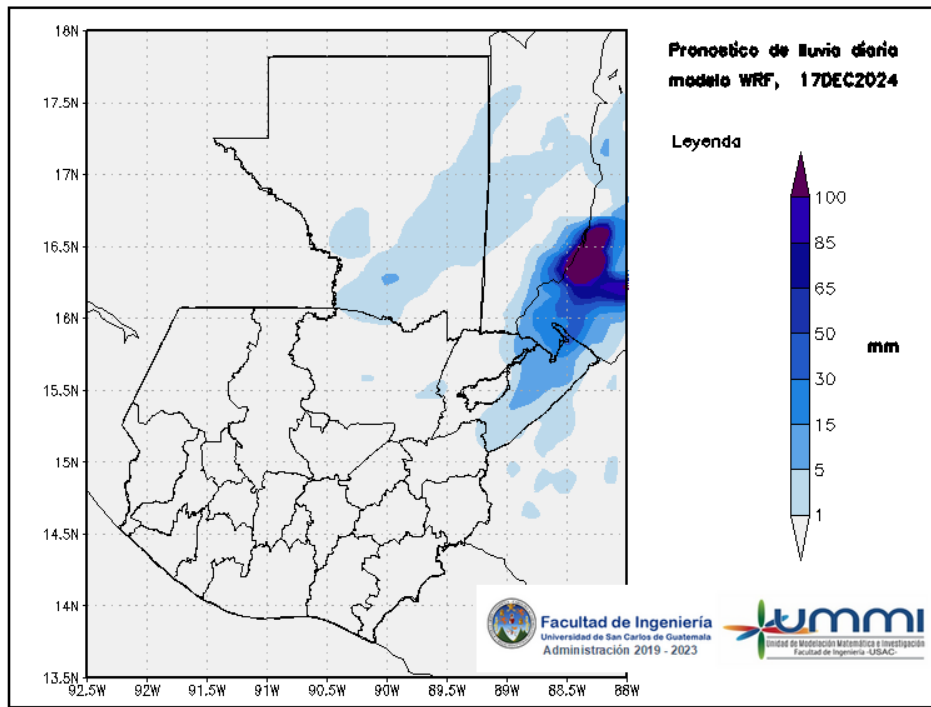 Pronostico de lluvia diaria
modelo WRF, 17DEC2024
Leyenda
100
85
65
50
30
15
5
1
mm
18N
17.5N
17N
16.5N
16N
15.5N
15N
14.5N
14N
13.5N
92.5W
92W
91.5W
91W
90.5W
90W
89.5W
89W
88.5W
88W
Facultad de Ingeniería
Universidad de San Carlos de Guatemala
Administración 2019 - 2023
UMMI
Unidad de Modelación Matemática e Investigación
Facultad de Ingeniería -USAC-